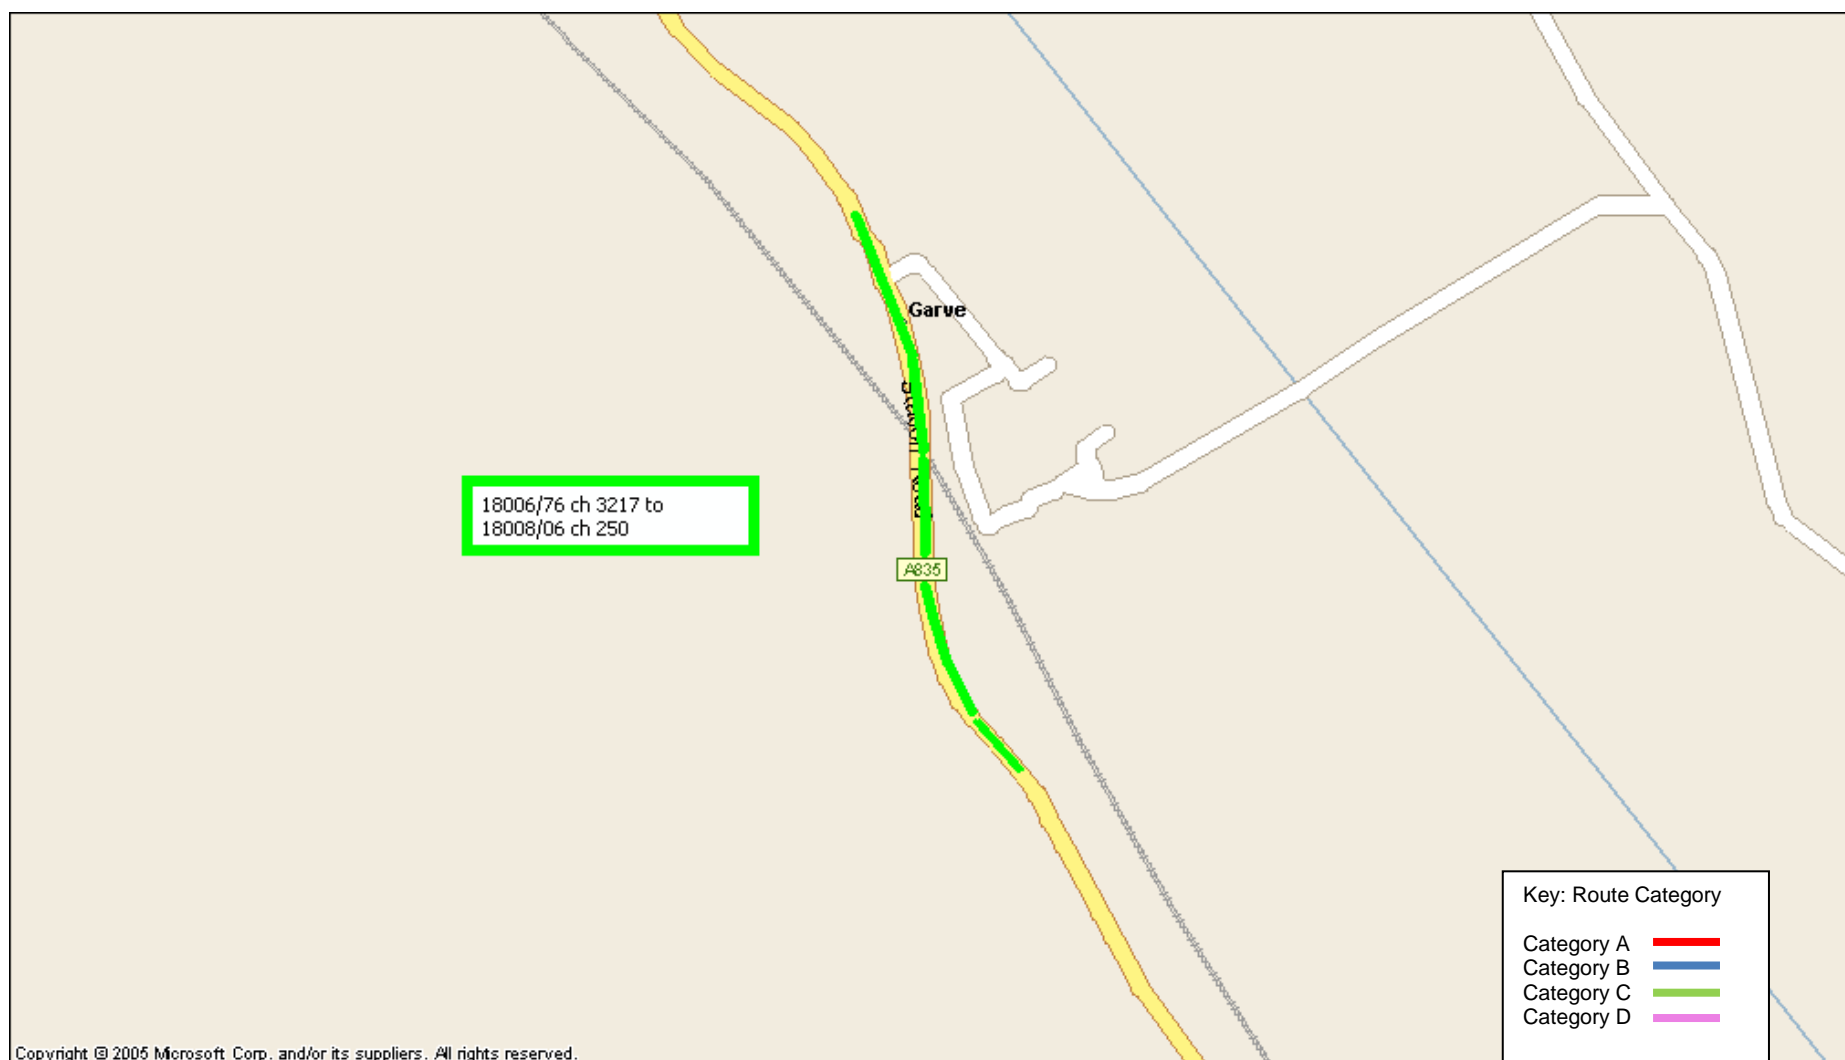 Garve
18006/76 ch 3217 to
18008/06 ch 250
A835
Key: Route Category
Category A
Category B
Category C
Category D
Copyright © 2005 Microsoft Corp. and/or its suppliers. All rights reserved.